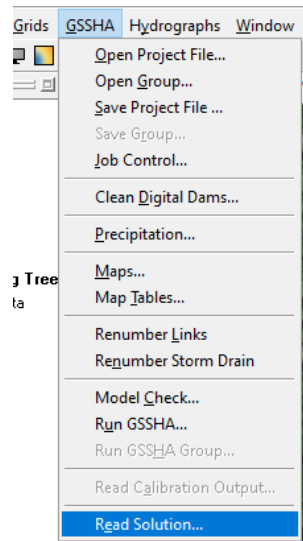 Grids GSSHA Hydrographs Window
Open Project File...
Open Group...
Save Project File ...
Save Group...
Job Control...
Clean Digital Dams...
Precipitation...
Maps...
g Tree
ta
Map Tables...
Renumber Links
Renumber Storm Drain
Model Check...
Run GSSHA...
Run GSSHA Group...
Read Calibration Output...
Read Solution...